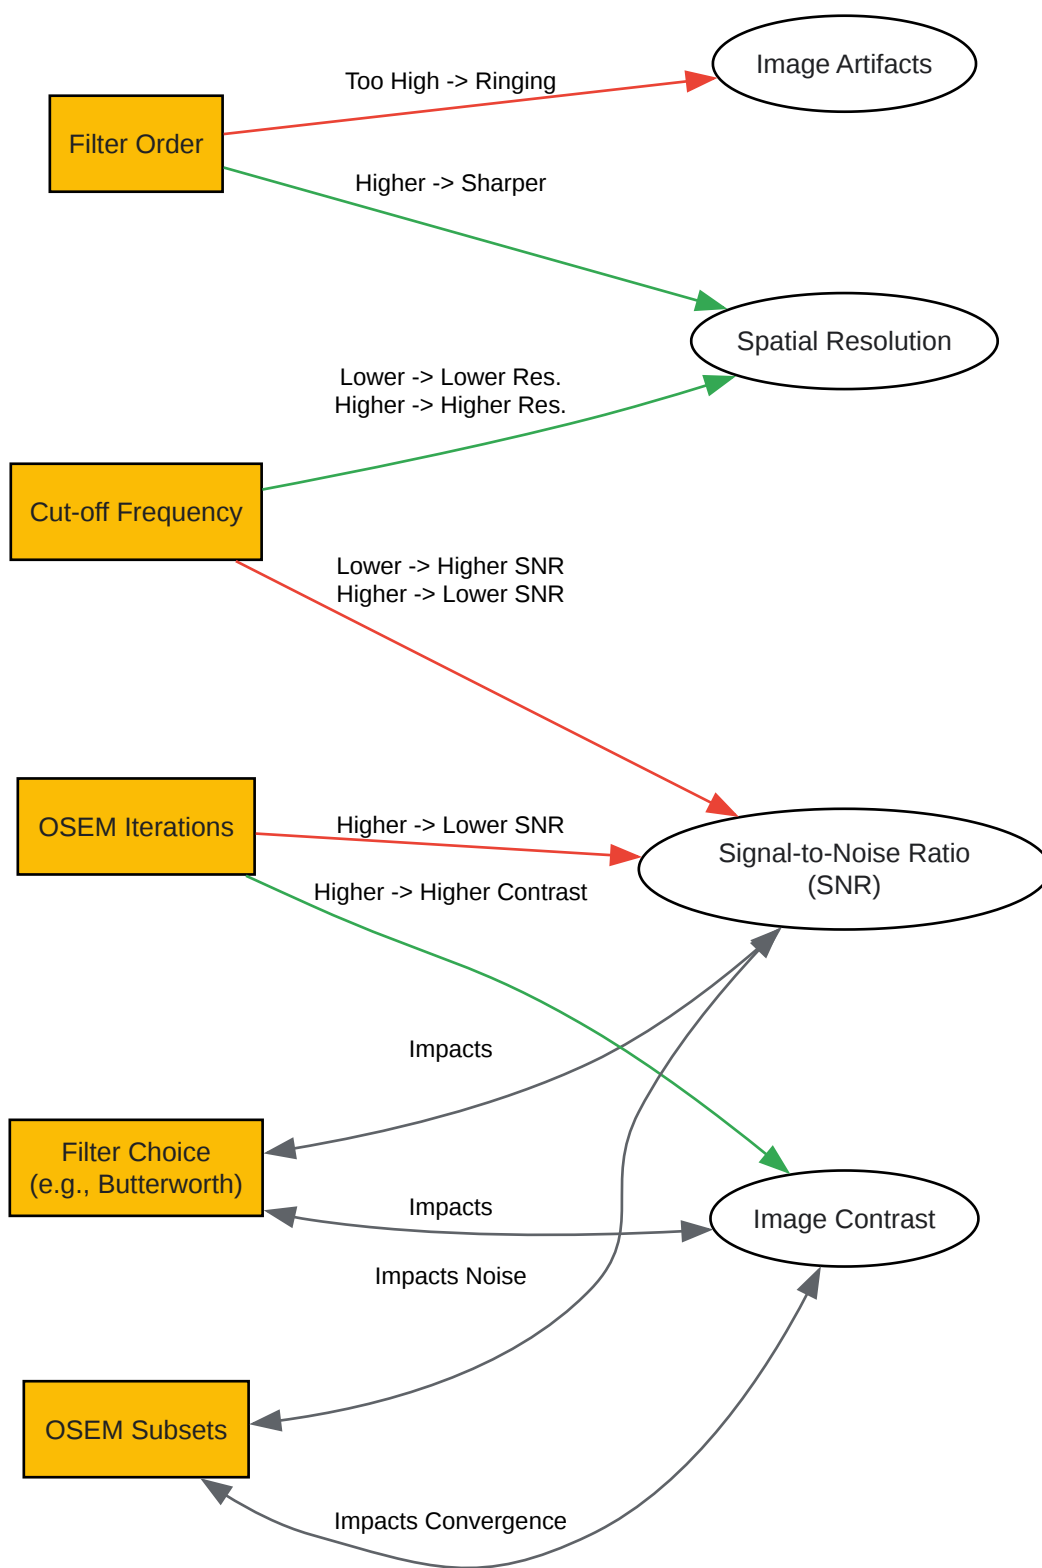 Image Artifacts
Too High -> Ringing
Filter Order
Higher -> Sharper
Spatial Resolution
Lower -> Lower Res.
Higher -> Higher Res.
Cut-off Frequency
Lower -> Higher SNR
Higher -> Lower SNR
OSEM Iterations
Higher -> Lower SNR
Signal-to-Noise Ratio
(SNR)
Higher -> Higher Contrast
Impacts
Filter Choice
(e.g., Butterworth)
Impacts
Image Contrast
Impacts Noise
OSEM Subsets
Impacts Convergence